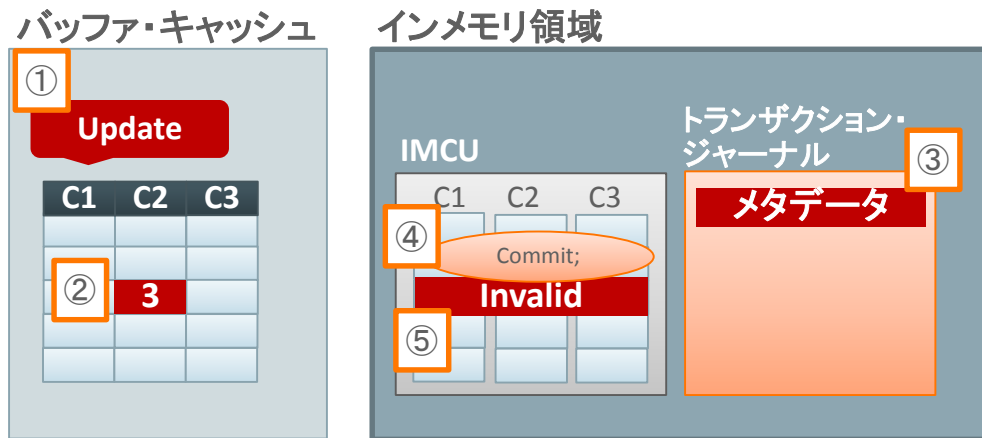 バッファ・キャッシュ
①
Update
C1 C2 C3
② 3
インメモリ領域
IMCU
C1 C2 C3
④
Commit;
Invalid
⑤
トランザクション・
ジャーナル
③
メタデータ